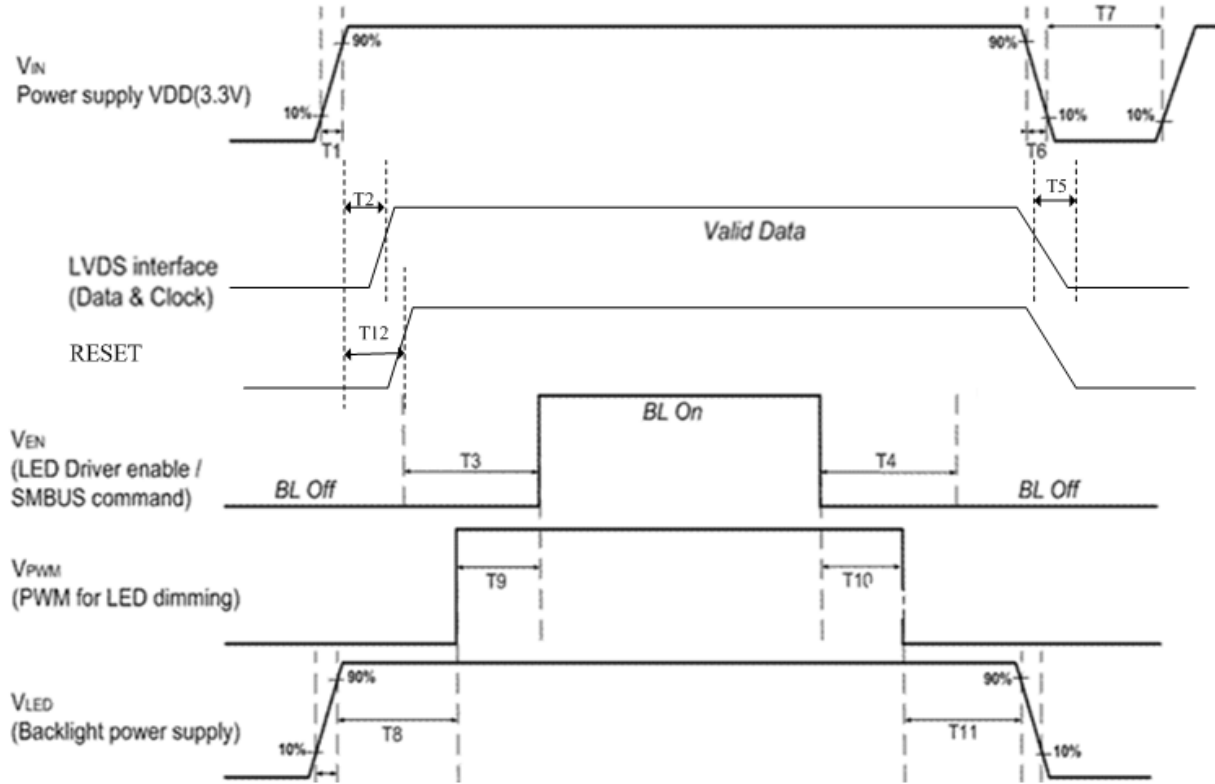 T7
90%
90%
VIN
Power supply VDD(3.3V)
10%
10%
10%
T1
T6
T2
T5
Valid Data
LVDS interface
(Data & Clock)
T12
RESET
BL On
VEN
(LED Driver enable /
SMBUS command)
T3
T4
BL Off
BL Off
VPWM
(PWM for LED dimming)
T9
T10
90%
90%
VLED
(Backlight power supply)
T8
T11
10%
10%